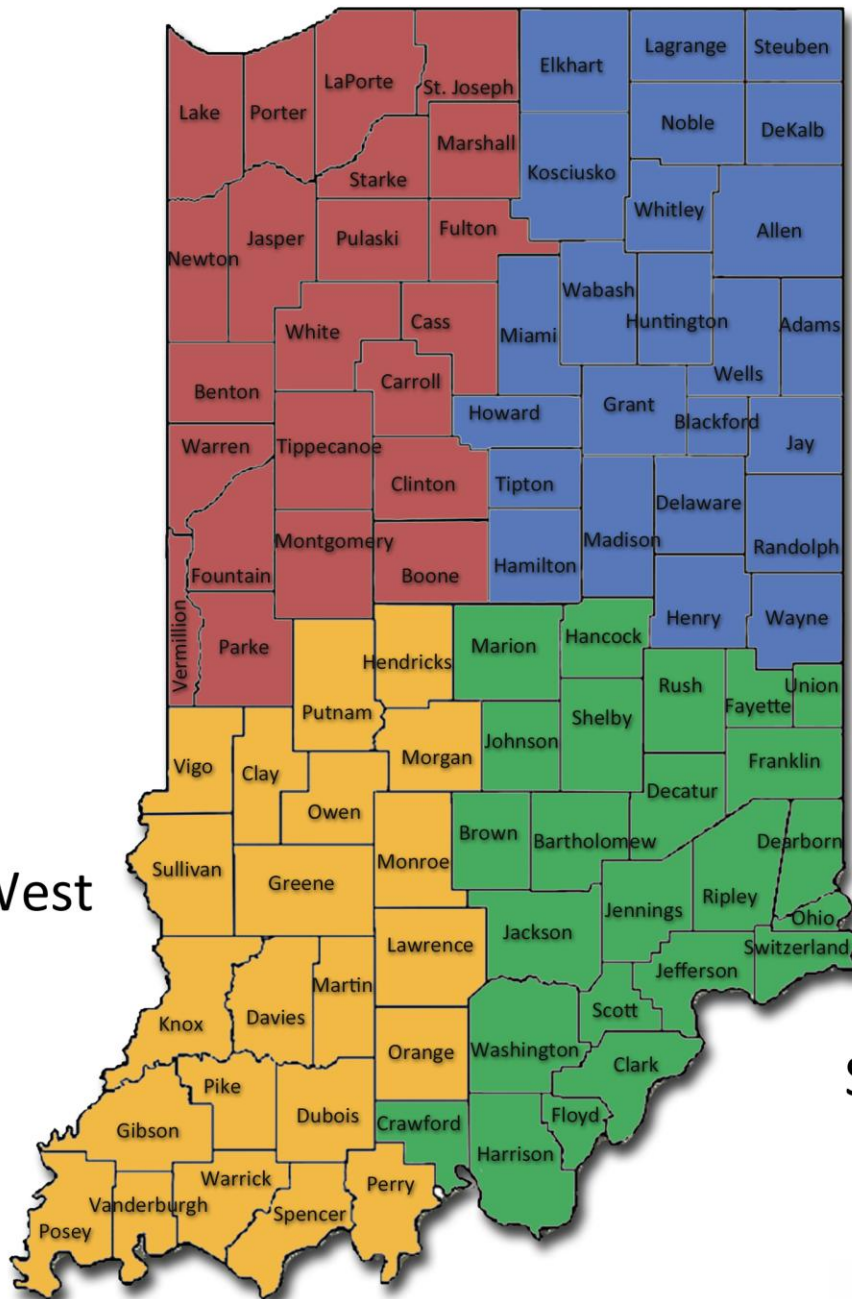 Elkhart
Lagrange
Steuben
LaPorte
St. Joseph
Lake
Porter
Noble
DeKalb
Marshall
Kosciusko
Starke
Whitley
Allen
Newton
Jasper
Pulaski
Fulton
Wabash
Huntington
Adams
White
Cass
Miami
Wells
Benton
Carroll
Howard
Grant
Blackford
Jay
Warren
Tippecanoe
Clinton
Tipton
Delaware
Madison
Randolph
Montgomery
Fountain
Boone
Hamilton
Vermillion
Parke
Henry
Wayne
Hendricks
Marion
Hancock
Rush
Fayette
Union
Putnam
Shelby
Johnson
Morgan
Franklin
Vigo
Clay
Owen
Decatur
Brown
Bartholomew
Dearborn
Sullivan
Greene
Monroe
West
Jennings
Ripley
Ohio
Jackson
Lawrence
Switzerland
Jefferson
Martin
Knox
Davies
Scott
Orange
Washington
Clark
Pike
Dubois
Crawford
Floyd
Gibson
Harrison
Warrick
Perry
Vanderburgh
Spencer
Posey